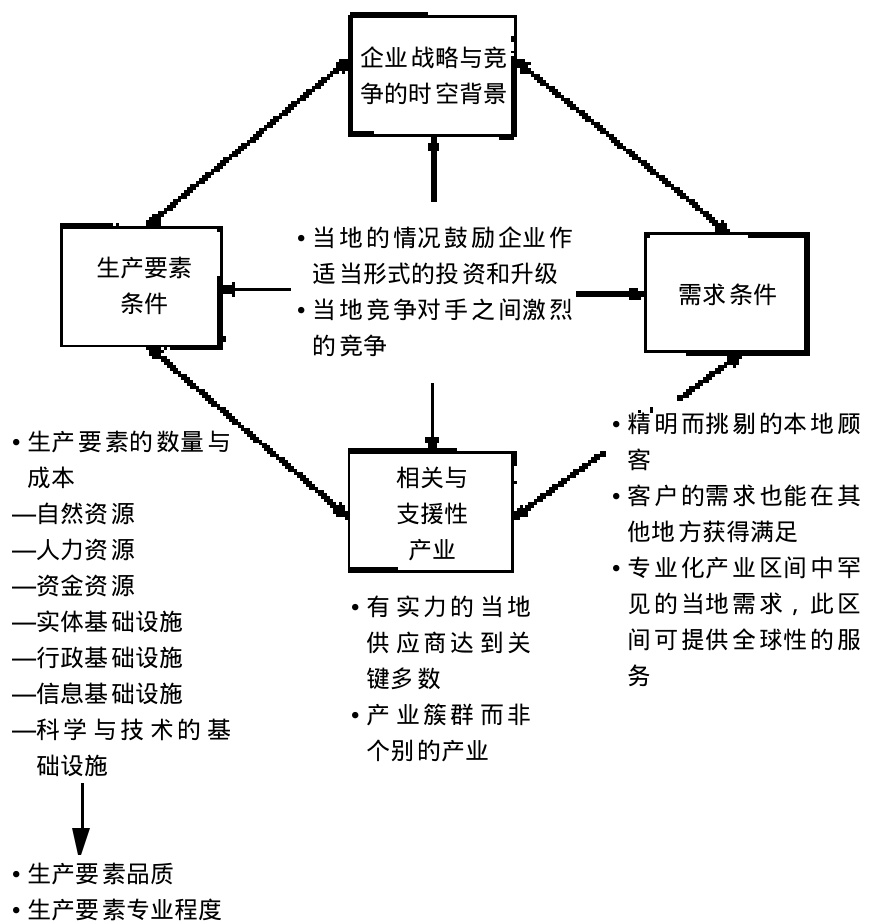 企业战略与竞
争的时空背景
• 当地的情况鼓励企业作
适当形式的投资和升级
• 当地竞争对手之间激烈
的竞争
生产要素
条件
需求条件
相关与
支援性
产业
• 生产要素的数量与
成本
—自然资源
—人力资源
—资金资源
—实体基础设施
—行政基础设施
—信息基础设施
—科学与技术的基
础设施
• 生产要素品质
• 生产要素专业程度
• 有实力的当地
供应商达到关
键多数
• 产业簇群而非
个别的产业
• 精明而挑剔的本地顾
客
• 客户的需求也能在其
他地方获得满足
• 专业化产业区间中罕
见的当地需求，此区
间可提供全球性的服
务